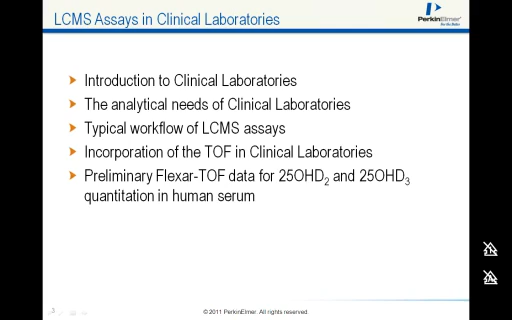 LCMS Assays in Clinical Laboratories
PerkinElmer
Introduction to Clinical Laboratories
The analytical needs of Clinical Laboratories
Typical workflow of LCMS assays
Incorporation of the TOF in Clinical Laboratories
Preliminary Flexar-TOF data for 25OHD2 and 25OHD3
quantitation in human serum
3
© 2011 PerkinElmer. All rights reserved